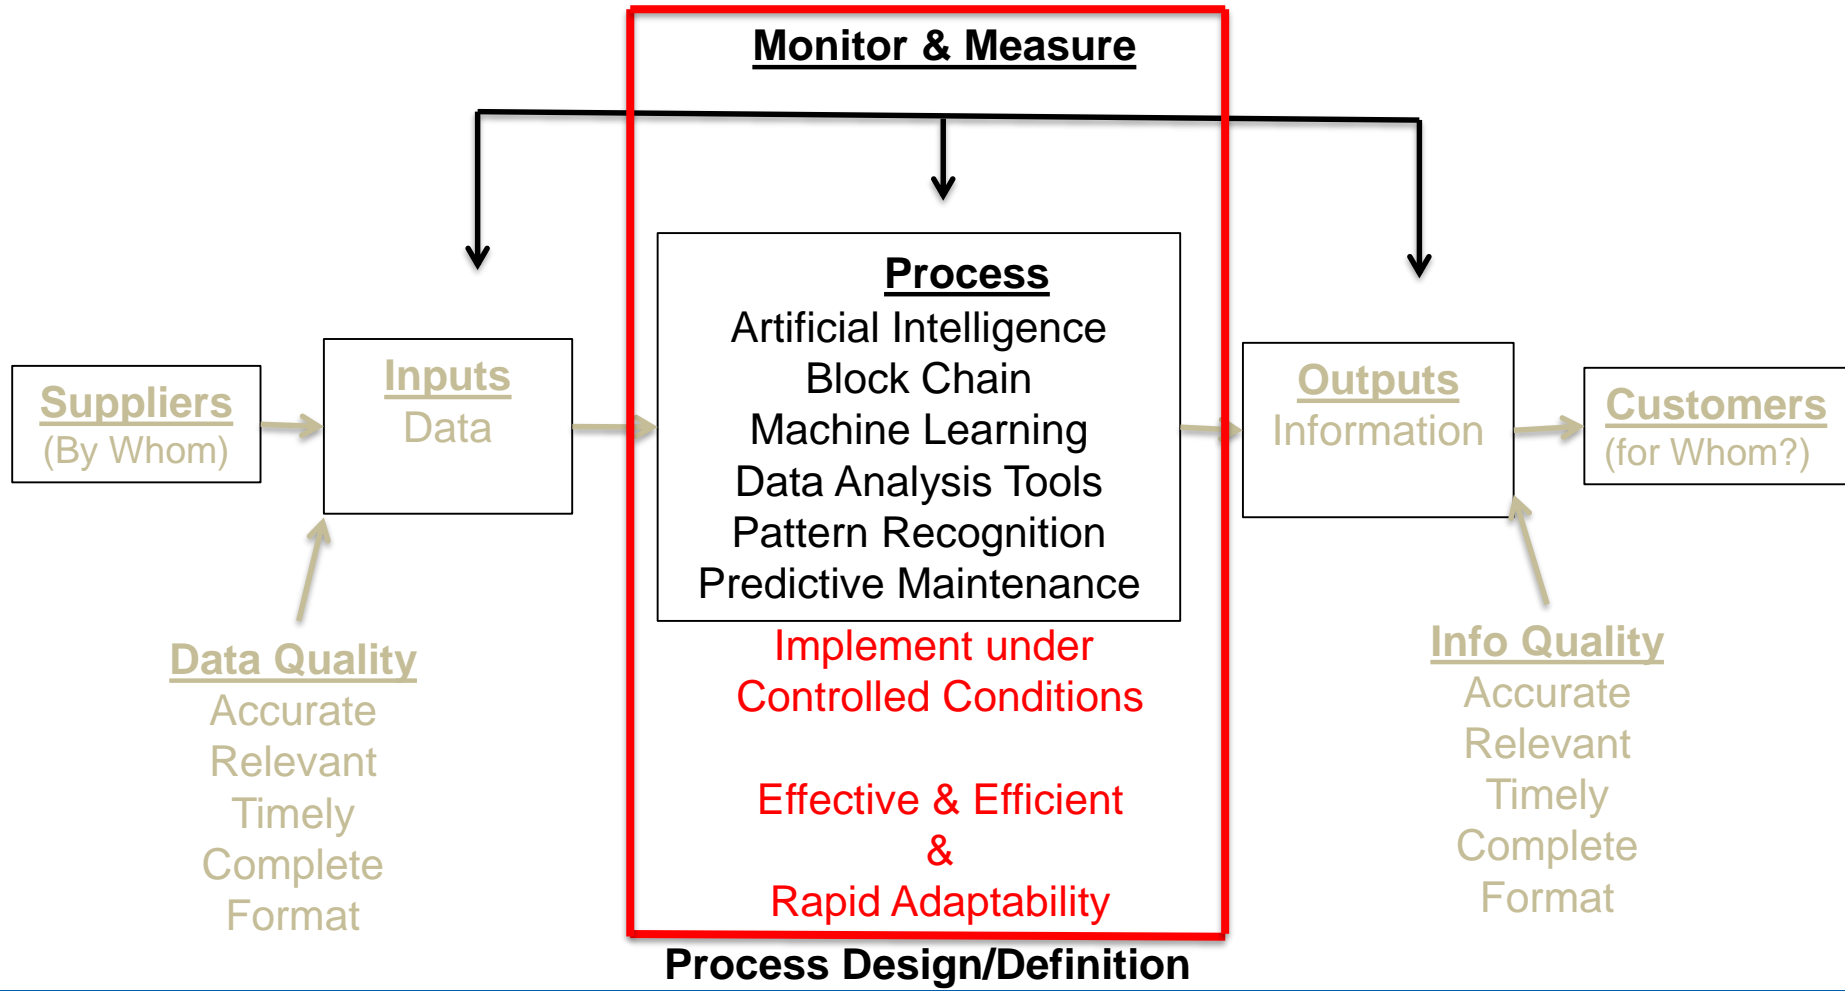 Monitor & Measure
Suppliers
(By Whom)
Inputs
Data
Process
Artificial Intelligence
Block Chain
Machine Learning
Data Analysis Tools
Pattern Recognition
Predictive Maintenance
Outputs
Information
Customers
(for Whom?)
Data Quality
Accurate
Relevant
Timely
Complete
Format
Implement under
Controlled Conditions
Effective & Efficient
&
Rapid Adaptability
Info Quality
Accurate
Relevant
Timely
Complete
Format
Process Design/Definition